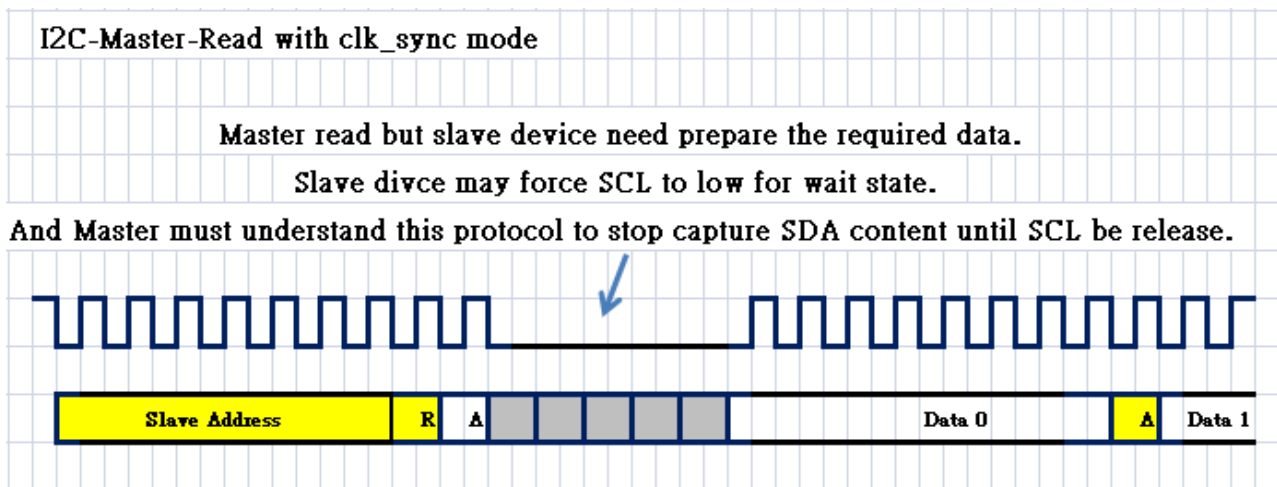 I2C-Master-Read with clk_sync mode
Master read but slave device need prepare the required data.
Slave divce may force SCL to low for wait state.
And Master must understand this protocol to stop capture SDA content until SCL be release.
Slave Address R A Data 0 A Data 1